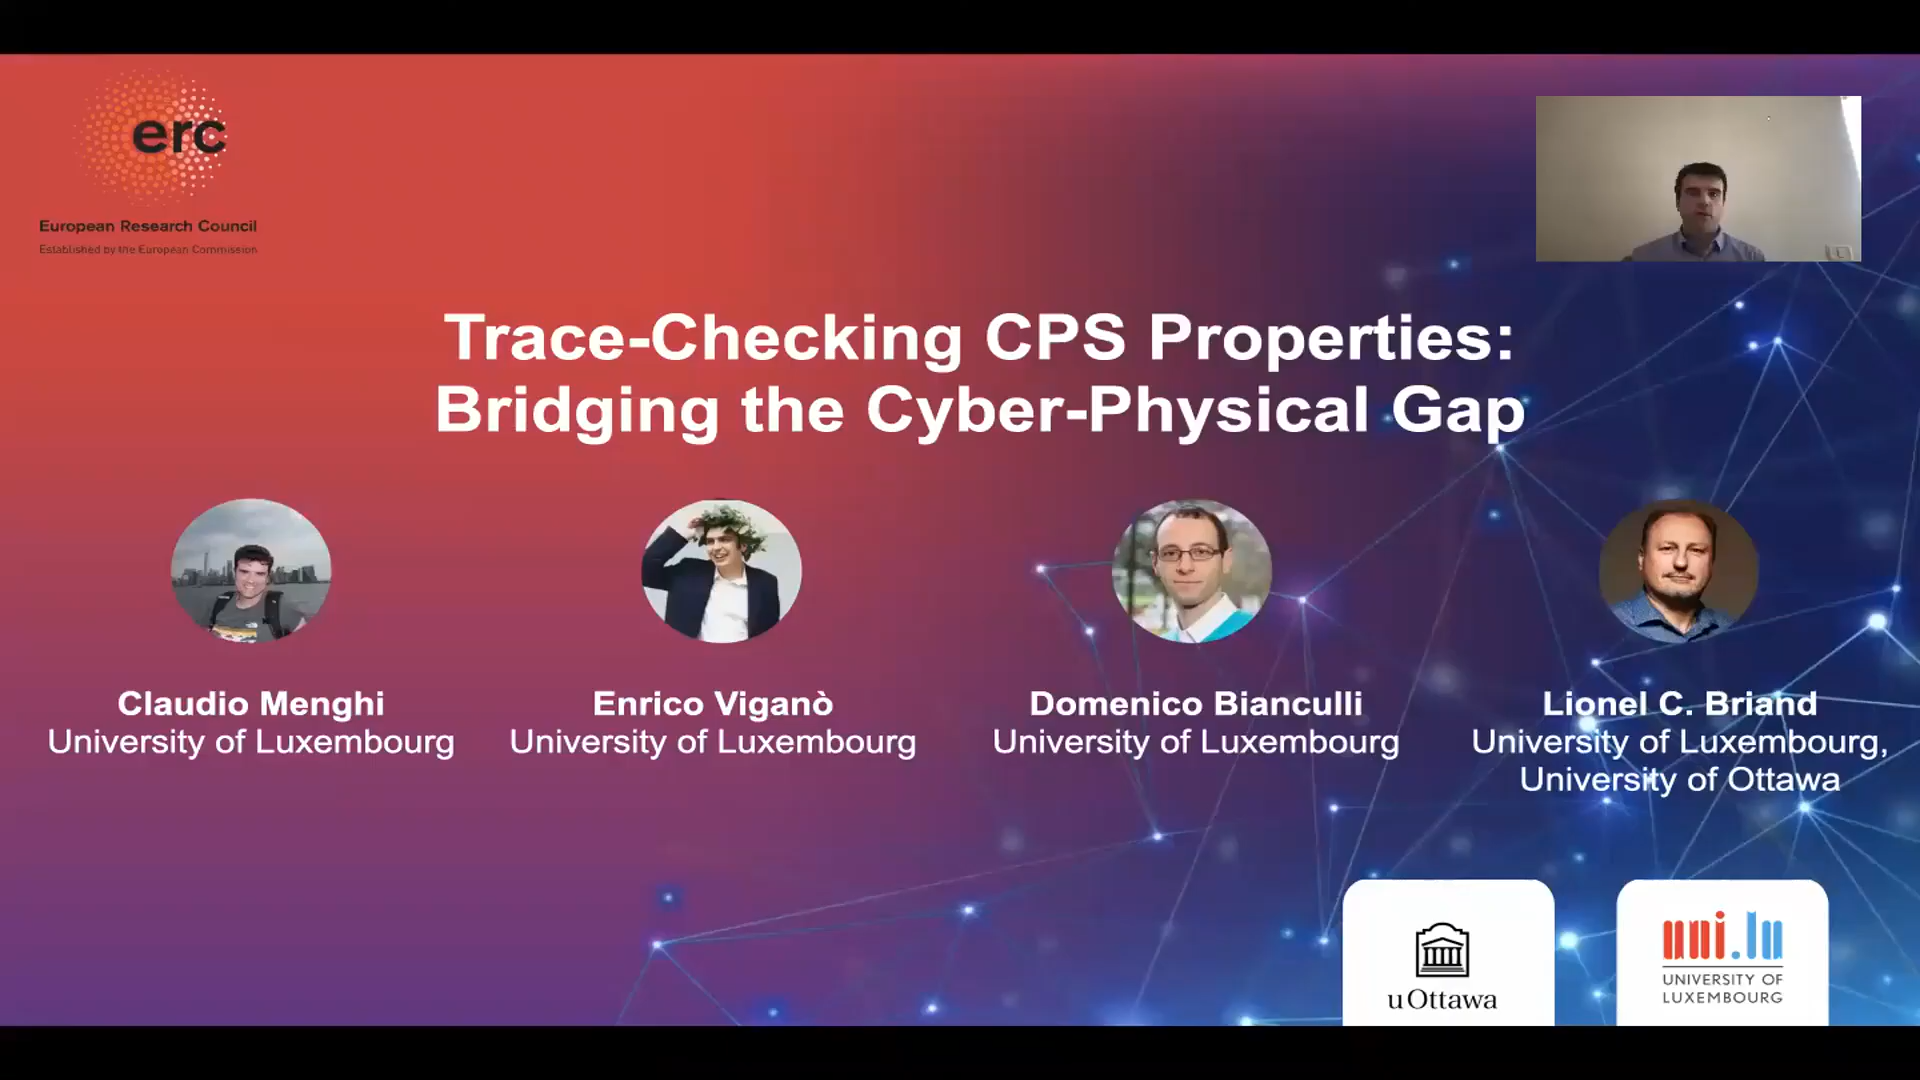 erc
European Research Council
Established by the European Commission
Trace-Checking CPS Properties:
Bridging the Cyber-Physical Gap
Claudio Menghi
University of Luxembourg
Enrico Viganò
University of Luxembourg
Domenico Bianculli
University of Luxembourg
Lionel C. Briand
University of Luxembourg,
University of Ottawa
uOttawa
uni.lu
UNIVERSITY OF
LUXEMBOURG